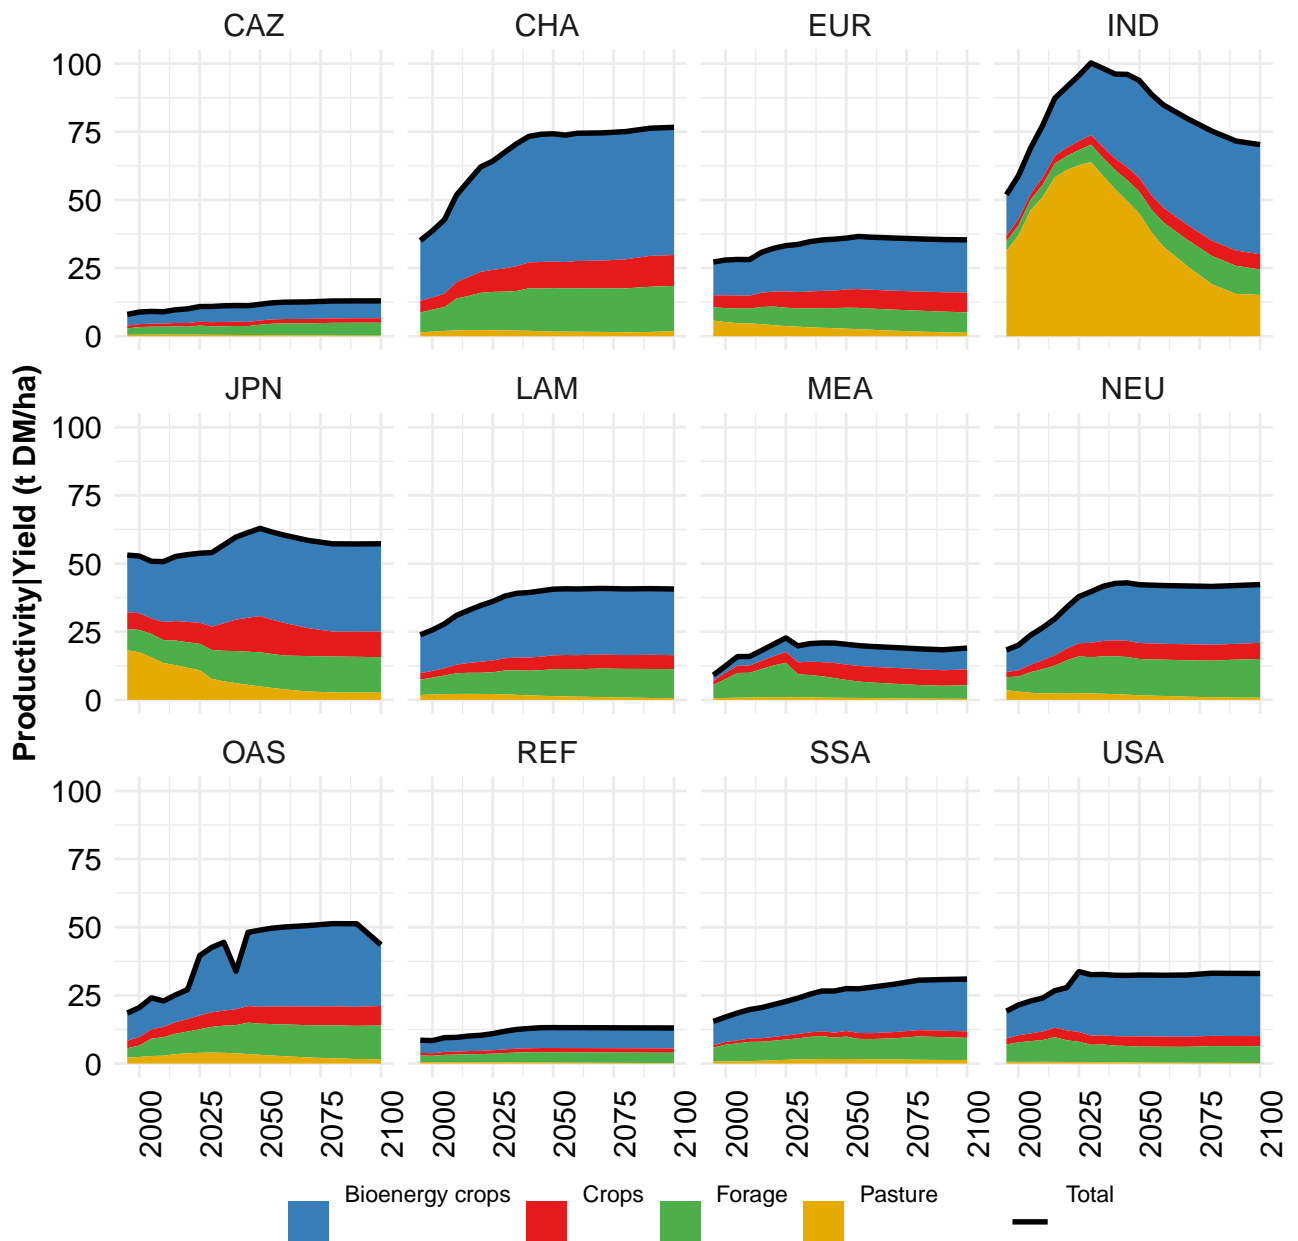 CAZ CHA EUR IND
100
75
50
25
0
JPN LAM MEA NEU
100
75
50
25
0
Productivity|Yield (t DM/ha)
OAS REF SSA USA
100
75
50
25
0
2000 2025 2050 2075 2100 2000 2025 2050 2075 2100 2000 2025 2050 2075 2100 2000 2025 2050 2075 2100
Bioenergy crops Crops Forage Pasture Total